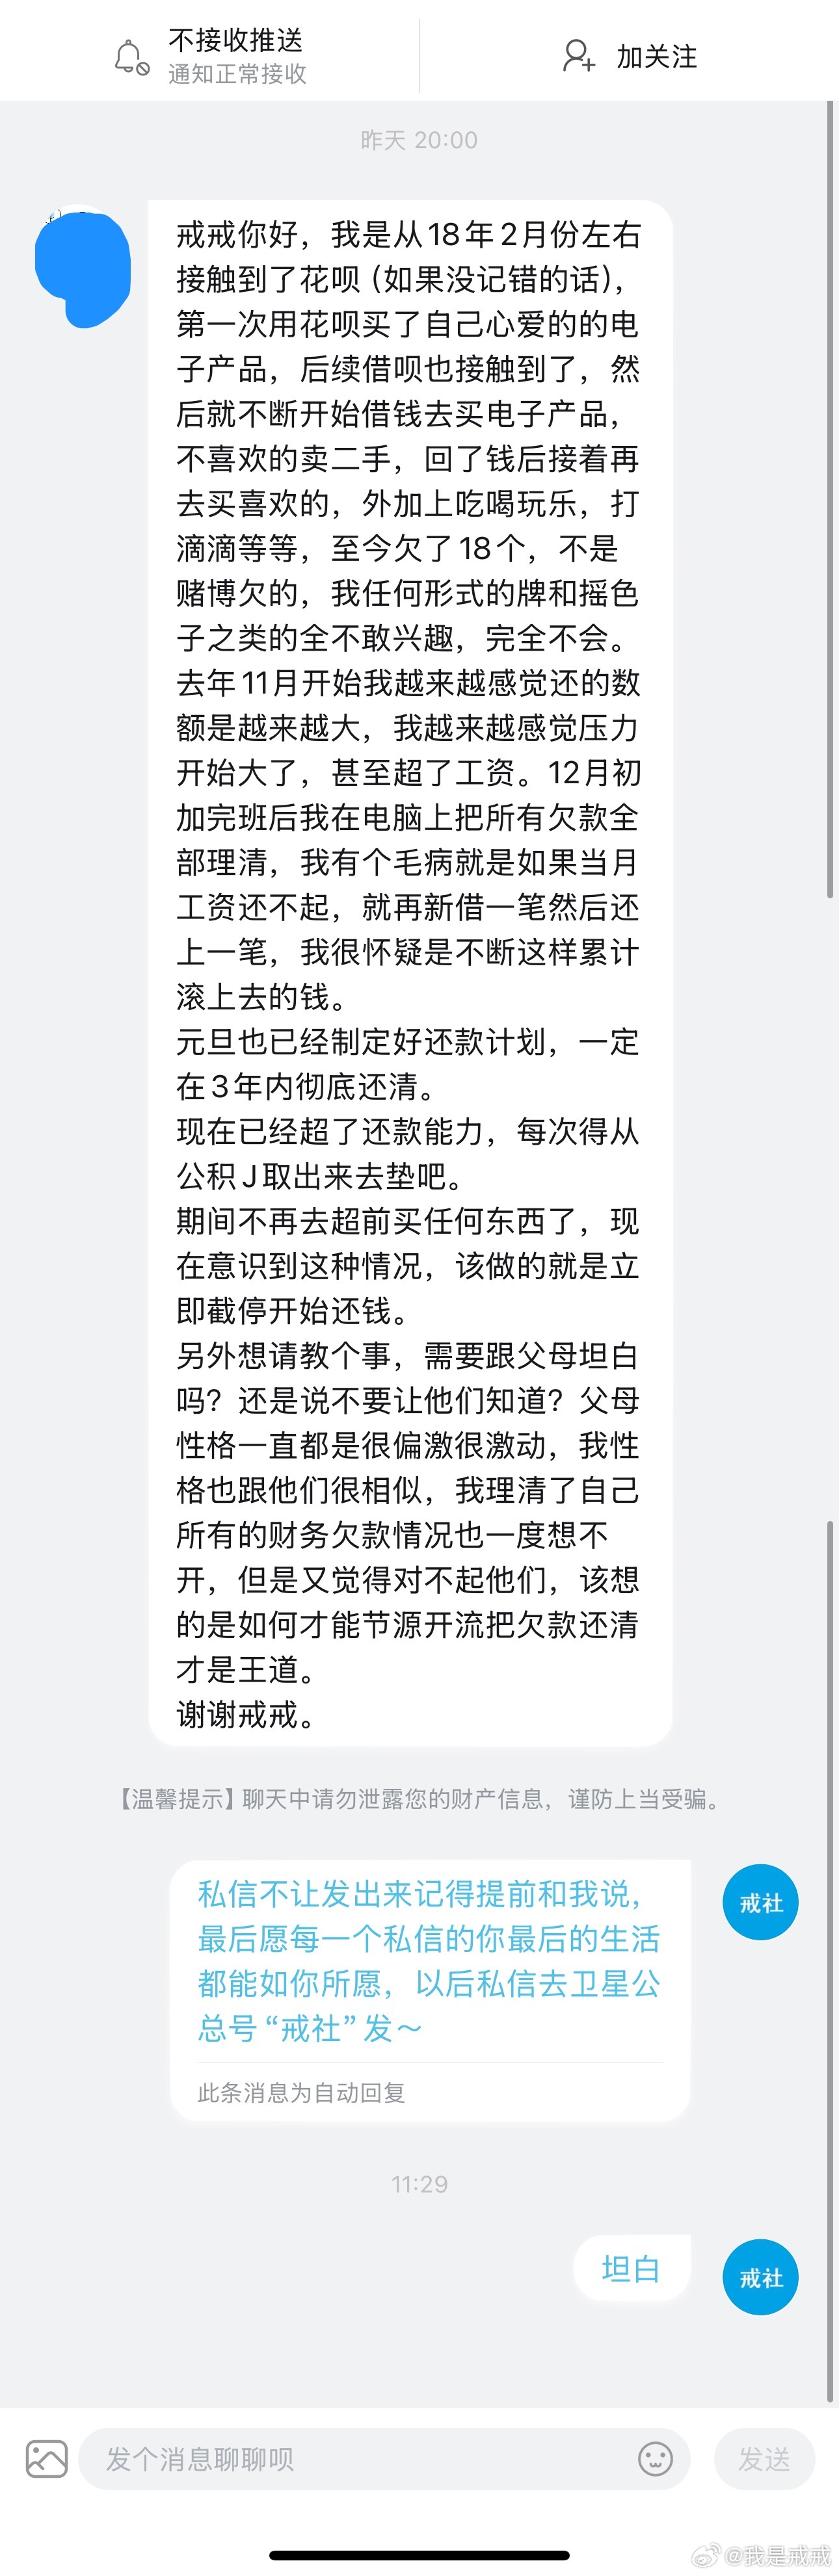 不接收推送
通知正常接收
加关注
昨天 20:00
戒戒你好，我是从18年2月份左右
接触到了花呗（如果没记错的话），
第一次用花呗买了自己心爱的的电
子产品，后续借呗也接触到了，然
后就不断开始借钱去买电子产品，
不喜欢的卖二手，回了钱后接着再
去买喜欢的，外加上吃喝玩乐，打
滴滴等等，至今欠了18个，不是
赌博欠的，我任何形式的牌和摇色
子之类的全不敢兴趣，完全不会。
去年11月开始我越来越感觉还的数
额是越来越大，我越来越感觉压力
开始大了，甚至超了工资。12月初
加完班后我在电脑上把所有欠款全
部理清，我有个毛病就是如果当月
工资还不起，就再新借一笔然后还
上一笔，我很怀疑是不断这样累计
滚上去的钱。
元旦也已经制定好还款计划，一定
在3年内彻底还清。
现在已经超了还款能力，每次得从
公积J取出来去垫吧。
期间不再去超前买任何东西了，现
在意识到这种情况，该做的就是立
即截停开始还钱。
另外想请教个事，需要跟父母坦白
吗？还是说不要让他们知道？父母
性格一直都是很偏激很激动，我性
格也跟他们很相似，我理清了自己
所有的财务欠款情况也一度想不
开，但是又觉得对不起他们，该想
的是如何才能节源开流把欠款还清
才是王道。
谢谢戒戒。
【温馨提示】聊天中请勿泄露您的财产信息，谨防上当受骗。
私信不让发出来记得提前和我说，
最后愿每一个私信的你最后的生活
都能如你所愿，以后私信去卫星公
总号“戒社”发～
此条消息为自动回复
戒社
11:29
坦白
戒社
发个消息聊聊呗
发送
@我是戒戒